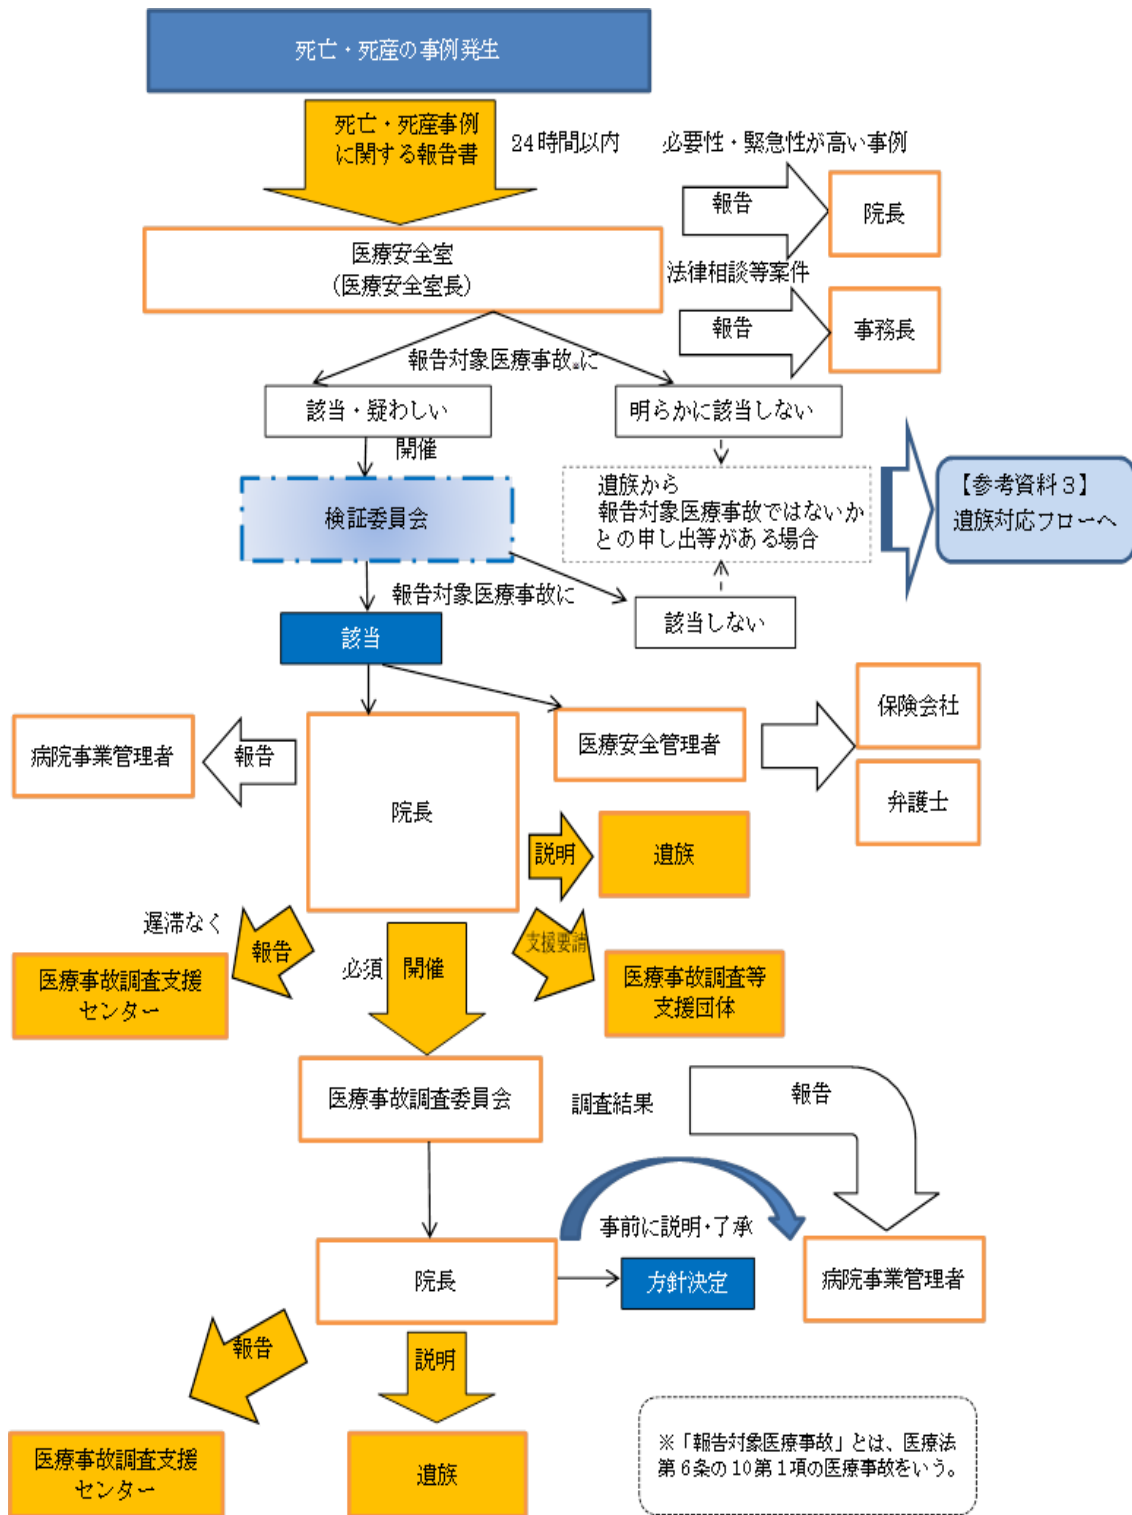 死亡・死産の事例発生
死亡・死産事例
に関する報告書
24時間以内
必要性・緊急性が高い事例
報告
院長
医療安全室
(医療安全室長)
法律相談等案件
報告
事務長
報告対象医療事故※に
該当・疑わしい
明らかに該当しない
開催
検証委員会
遺族から
報告対象医療事故ではないか
との申し出等がある場合
【参考資料３】
遺族対応フローへ
報告対象医療事故に
該当
該当しない
病院事業管理者
報告
院長
医療安全管理者
保険会社
弁護士
説明
遺族
遅滞なく
報告
必須
開催
支援要請
医療事故調査支援
センター
医療事故調査等
支援団体
医療事故調査委員会
調査結果
報告
事前に説明・了承
院長
方針決定
病院事業管理者
報告
説明
医療事故調査支援
センター
遺族
※「報告対象医療事故」とは、医療法
第6条の10第1項の医療事故をいう。